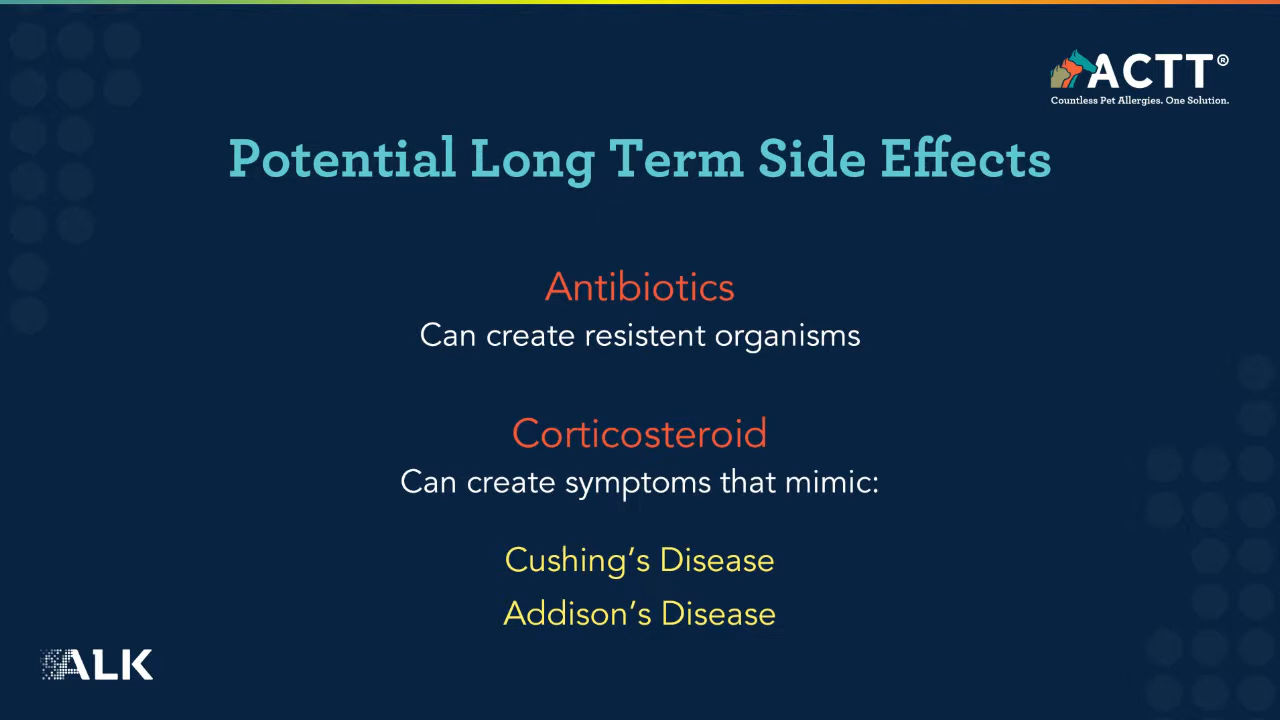 ACTT®
Countless Pet Allergies. One Solution.
Potential Long Term Side Effects
Antibiotics
Can create resistent organisms
Corticosteroid
Can create symptoms that mimic:
Cushing’s Disease
Addison’s Disease
ALK